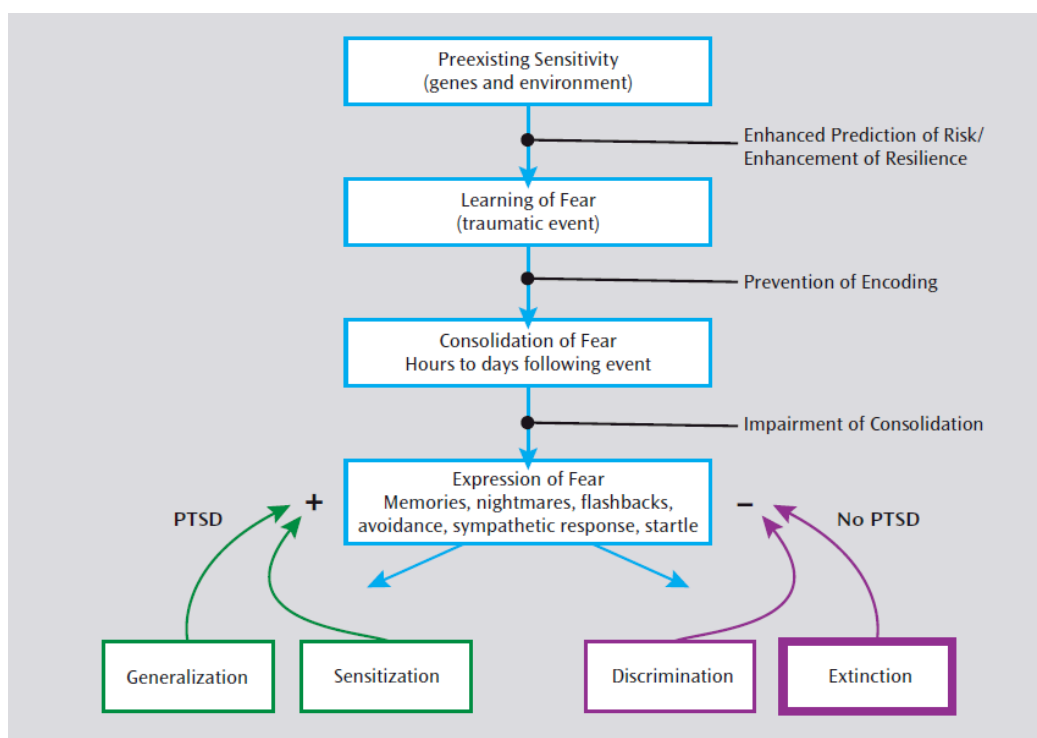 Preexisting Sensitivity
(genes and environment)
Enhanced Prediction of Risk/
Enhancement of Resilience
Learning of Fear
(traumatic event)
Prevention of Encoding
Consolidation of Fear
Hours to days following event
Impairment of Consolidation
Expression of Fear
Memories, nightmares, flashbacks,
avoidance, sympathetic response, startle
PTSD
+
–
No PTSD
Generalization
Sensitization
Discrimination
Extinction